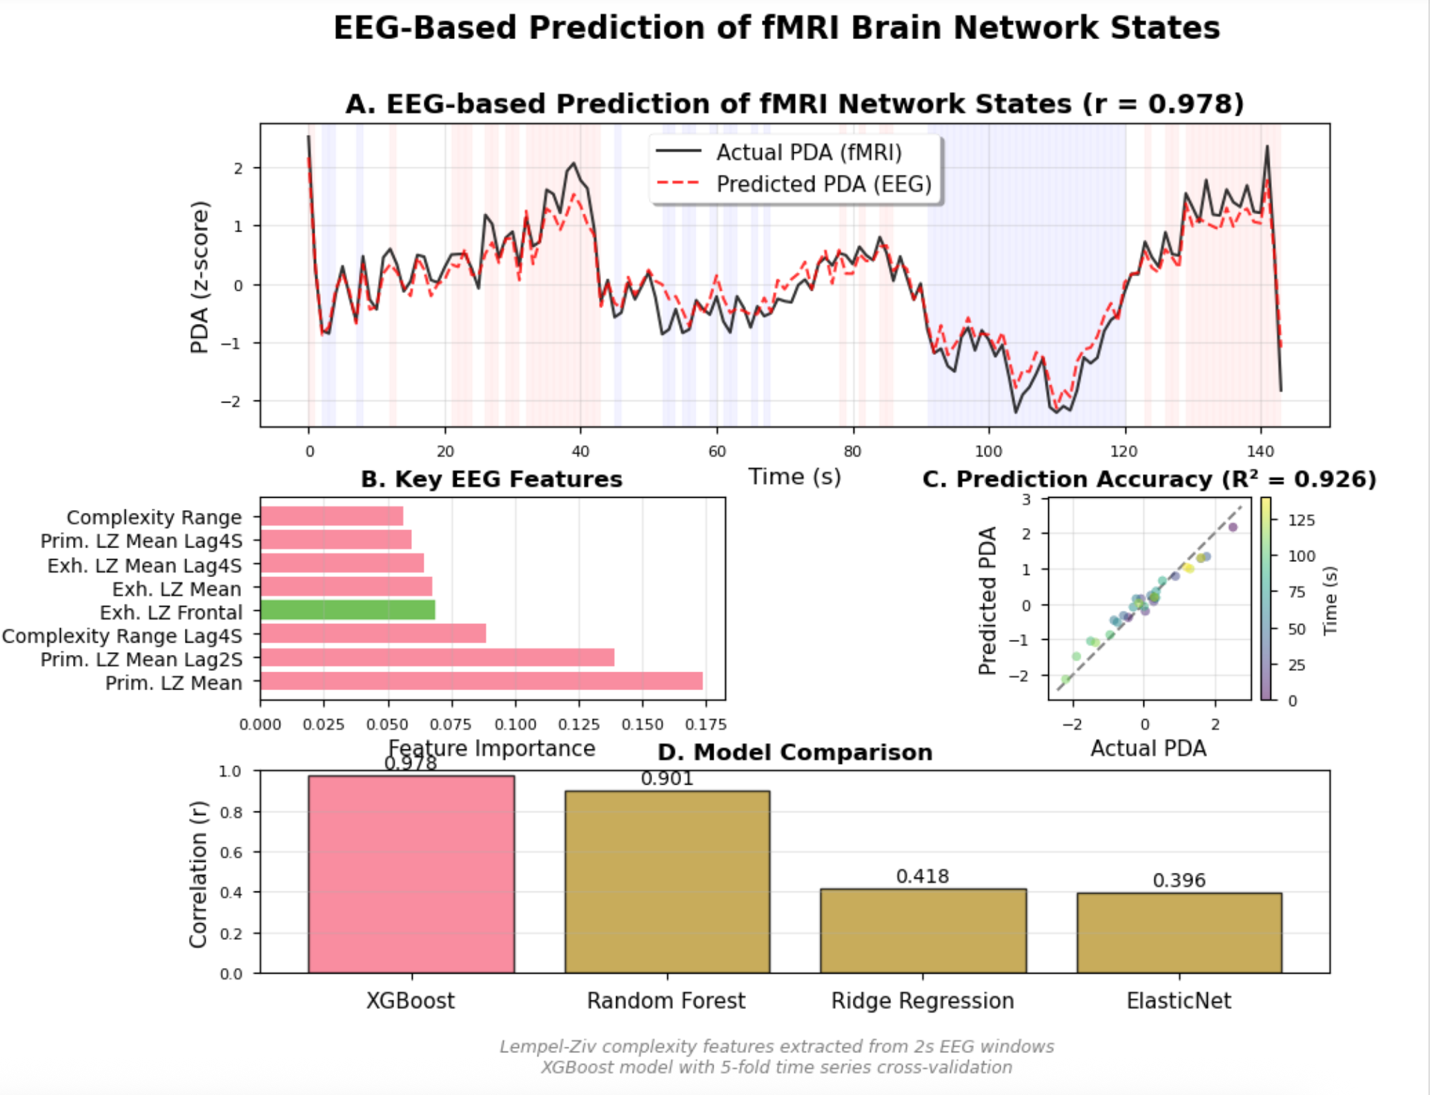 EEG-Based Prediction of fMRI Brain Network States
A. EEG-based Prediction of fMRI Network States (r = 0.978)
PDA (z-score)
2
1
0
−1
−2
Actual PDA (fMRI)
Predicted PDA (EEG)
0 20 40 60 80 100 120 140
Time (s)
B. Key EEG Features
Complexity Range
Prim. LZ Mean Lag4S
Exh. LZ Mean Lag4S
Exh. LZ Mean
Exh. LZ Frontal
Complexity Range Lag4S
Prim. LZ Mean Lag2S
Prim. LZ Mean
0.000 0.025 0.050 0.075 0.100 0.125 0.150 0.175
Feature Importance
C. Prediction Accuracy (R² = 0.926)
Predicted PDA
3
2
1
0
−1
−2
−2 0 2
Actual PDA
125
100
75
50
25
0
Time (s)
D. Model Comparison
Correlation (r)
1.0
0.8
0.6
0.4
0.2
0.0
0.978
0.901
0.418
0.396
XGBoost Random Forest Ridge Regression ElasticNet
Lempel-Ziv complexity features extracted from 2s EEG windows
XGBoost model with 5-fold time series cross-validation